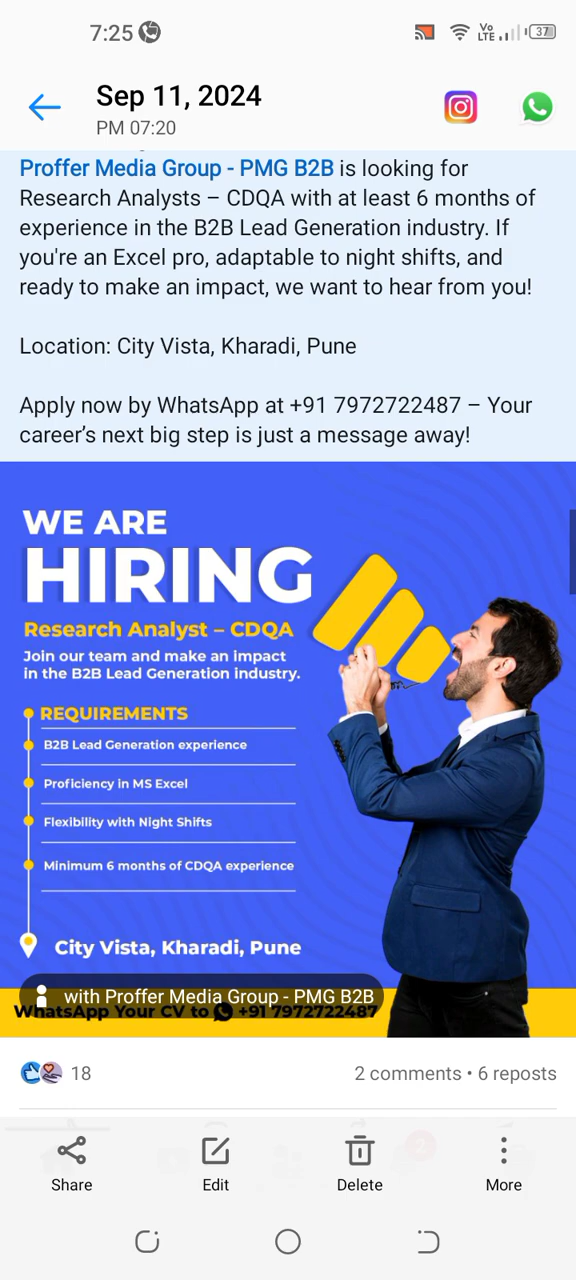 7:25
Vo
LTE
37
Sep 11, 2024
PM 07:20
Proffer Media Group - PMG B2B is looking for
Research Analysts – CDQA with at least 6 months of
experience in the B2B Lead Generation industry. If
you're an Excel pro, adaptable to night shifts, and
ready to make an impact, we want to hear from you!
Location: City Vista, Kharadi, Pune
Apply now by WhatsApp at +91 7972722487 – Your
career’s next big step is just a message away!
WE ARE
HIRING
Research Analyst – CDQA
Join our team and make an impact
in the B2B Lead Generation industry.
REQUIREMENTS
B2B Lead Generation experience
Proficiency in MS Excel
Flexibility with Night Shifts
Minimum 6 months of CDQA experience
City Vista, Kharadi, Pune
with Proffer Media Group - PMG B2B
WhatsApp Your CV to +91 7972722487
18
2 comments • 6 reposts
Share
Edit
Delete
More